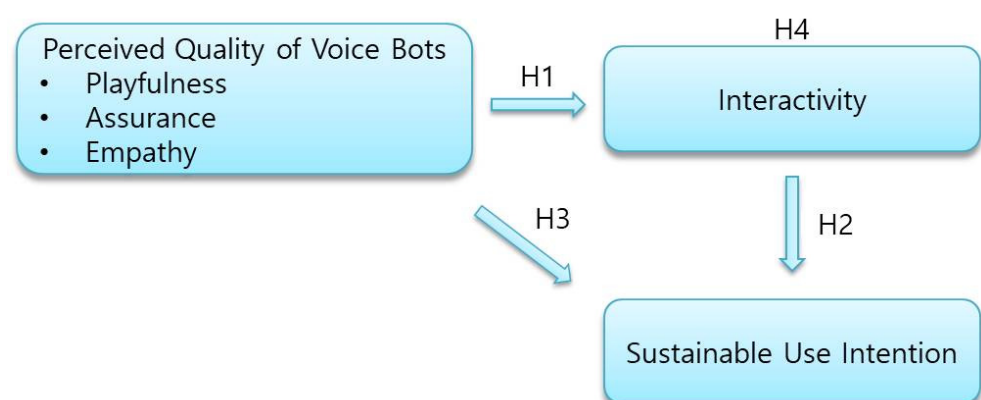 Perceived Quality of Voice Bots
• Playfulness
• Assurance
• Empathy
H1
H4
Interactivity
H3
H2
Sustainable Use Intention